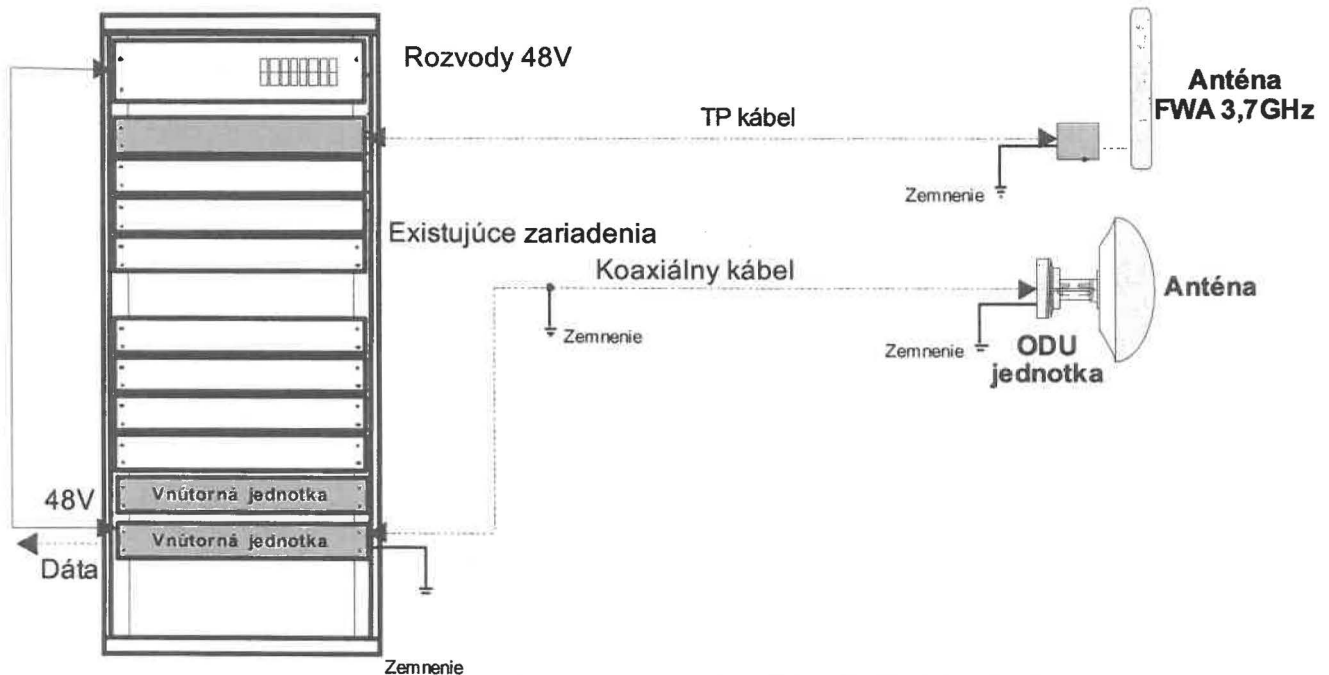 Rozvody 48V
Anténa
FWA 3,7GHz
TP kábel
Zemnenie
Existujúce zariadenia
Koaxiálny kábel
Anténa
Zemnenie
Zemnenie
ODU
jednotka
48V
Vnútorná jednotka
Vnútorná jednotka
Dáta
Zemnenie